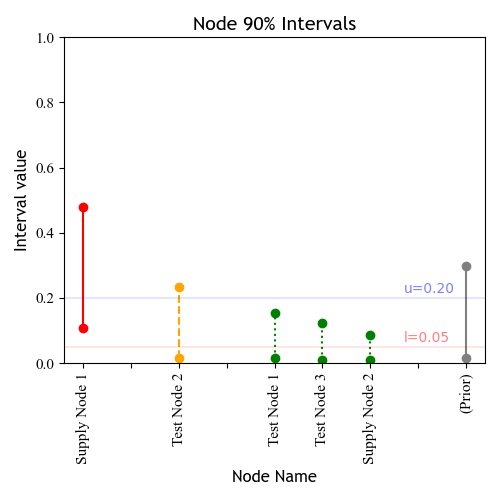 Node 90% Intervals
Interval value
1.0
0.8
0.6
0.4
0.2
0.0
u=0.20
l=0.05
Supply Node 1
Test Node 2
Test Node 1
Test Node 3
Supply Node 2
(Prior)
Node Name